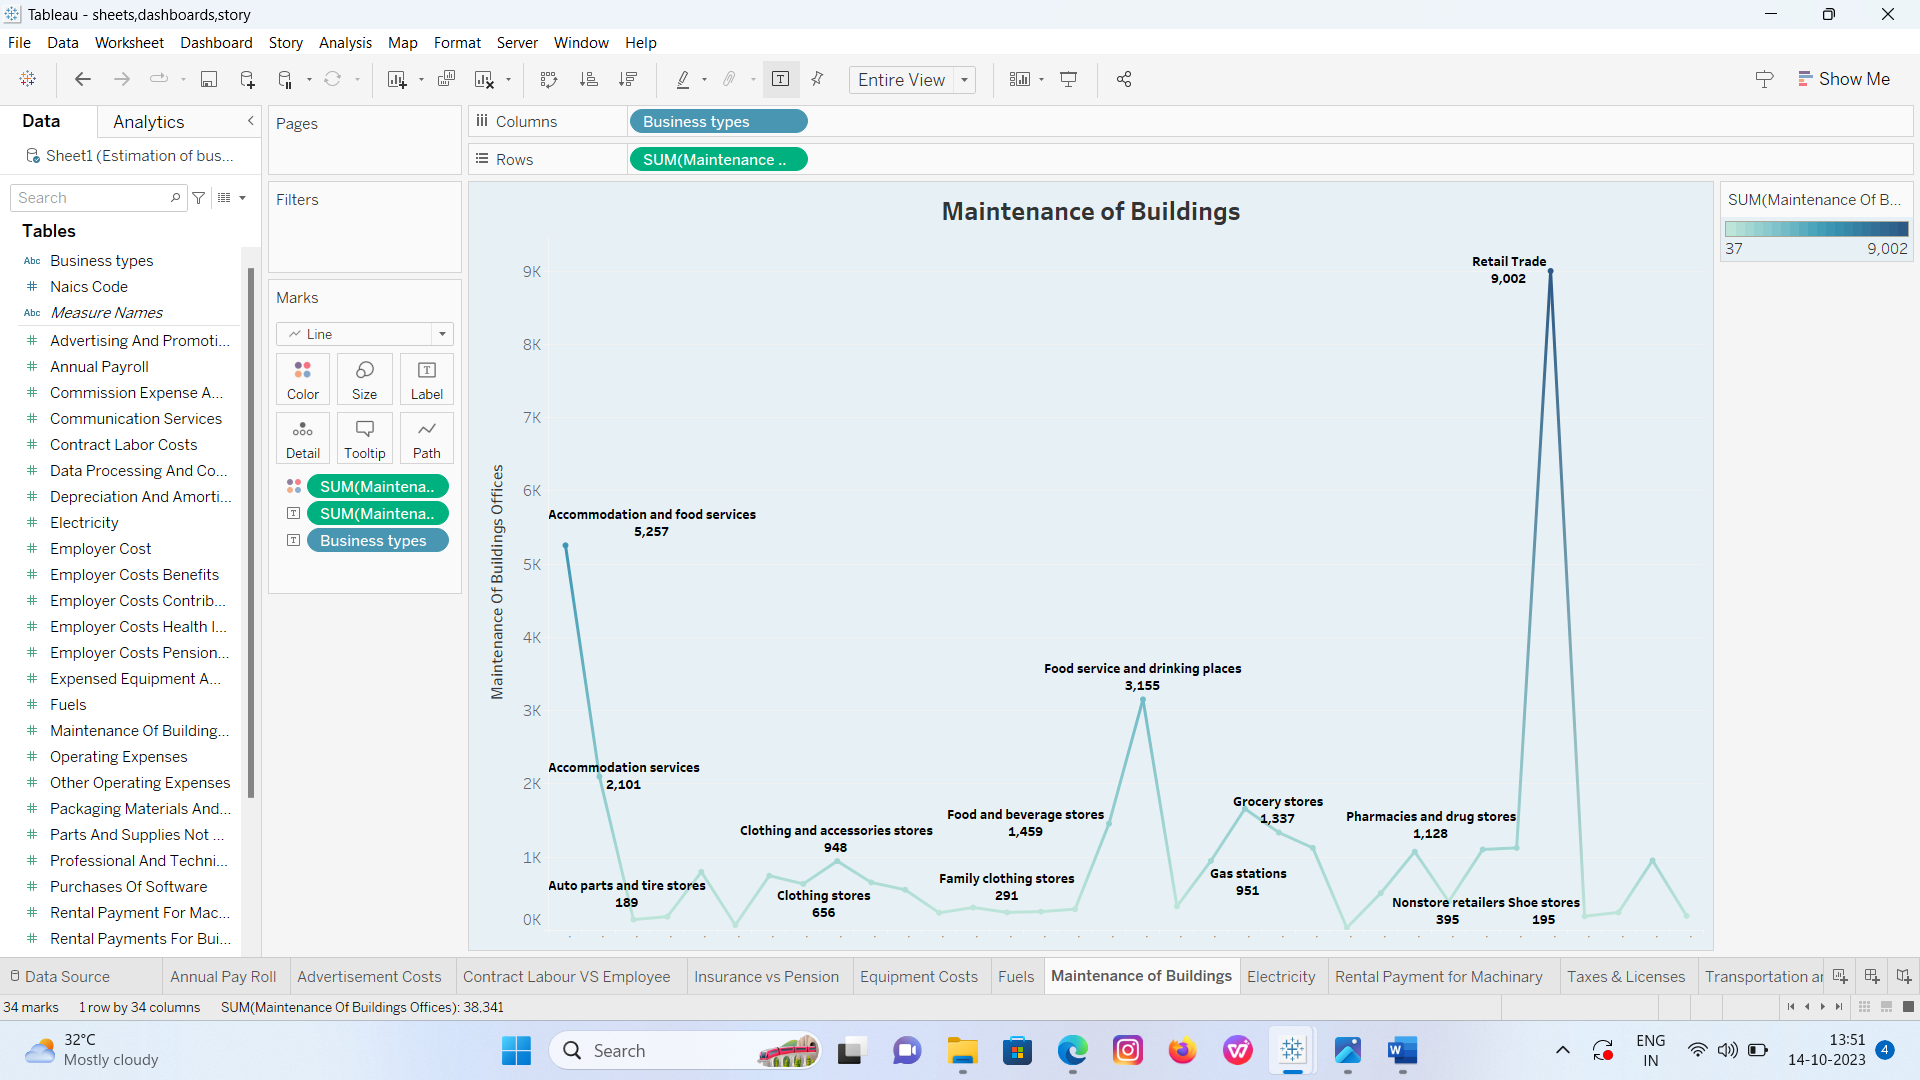 Tableau - sheets,dashboards,story
File Data Worksheet Dashboard Story Analysis Map Format Server Window Help
Entire View
Show Me
Data
Analytics
Sheet1 (Estimation of bus...
Search
Tables
Abc Business types
# Naics Code
Abc Measure Names
# Advertising And Promoti...
# Annual Payroll
# Commission Expense A...
# Communication Services
# Contract Labor Costs
# Data Processing And Co...
# Depreciation And Amorti...
# Electricity
# Employer Cost
# Employer Costs Benefits
# Employer Costs Contrib...
# Employer Costs Health I...
# Employer Costs Pension...
# Expensed Equipment A...
# Fuels
# Maintenance Of Building...
# Operating Expenses
# Other Operating Expenses
# Packaging Materials And...
# Parts And Supplies Not ...
# Professional And Techni...
# Purchases Of Software
# Rental Payment For Mac...
# Rental Payments For Bui...
Pages
Filters
Marks
Line
Color Size Label
Detail Tooltip Path
SUM(Maintena..
SUM(Maintena..
Business types
Columns
Business types
Rows
SUM(Maintenance ..
Maintenance of Buildings
Maintenance Of Buildings Offices
9K
8K
7K
6K
5K
4K
3K
2K
1K
0K
Retail Trade
9,002
Accommodation and food services
5,257
Food service and drinking places
3,155
Accommodation services
2,101
Grocery stores
1,337
Food and beverage stores
1,459
Pharmacies and drug stores
1,128
Clothing and accessories stores
948
Gas stations
951
Family clothing stores
291
Auto parts and tire stores
189
Clothing stores
656
Nonstore retailers
395
Shoe stores
195
SUM(Maintenance Of B...
37 9,002
Data Source
Annual Pay Roll
Advertisement Costs
Contract Labour VS Employee
Insurance vs Pension
Equipment Costs
Fuels
Maintenance of Buildings
Electricity
Rental Payment for Machinary
Taxes & Licenses
Transportation ar
34 marks 1 row by 34 columns SUM(Maintenance Of Buildings Offices): 38,341
32°C
Mostly cloudy
Search
ENG
IN
13:51
14-10-2023
4